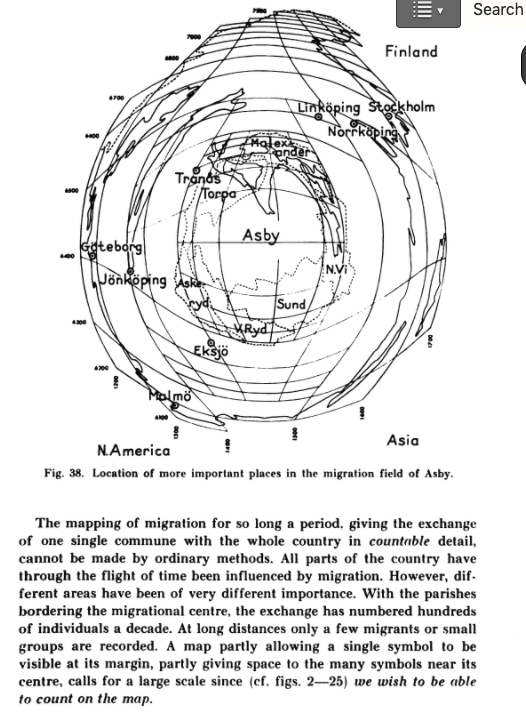 Search
7500
7000
6800
Finland
6700
Linköping Stockholm
6600
Norrköping
Malex-
ander
Tranås
Torpa
6500
Asby
Göteborg
6400
Jönköping
Aske-
ryd
N.Vi
Sund
6300
V.Ryd
Eksjö
1700
6200
1200
Malmö
6100
1300
1400
1500
1600
N.America
Asia
Fig. 38. Location of more important places in the migration field of Asby.
The mapping of migration for so long a period, giving the exchange
of one single commune with the whole country in countable detail,
cannot be made by ordinary methods. All parts of the country have
through the flight of time been influenced by migration. However, dif-
ferent areas have been of very different importance. With the parishes
bordering the migrational centre, the exchange has numbered hundreds
of individuals a decade. At long distances only a few migrants or small
groups are recorded. A map partly allowing a single symbol to be
visible at its margin, partly giving space to the many symbols near its
centre, calls for a large scale since (cf. figs. 2—25) we wish to be able
to count on the map.